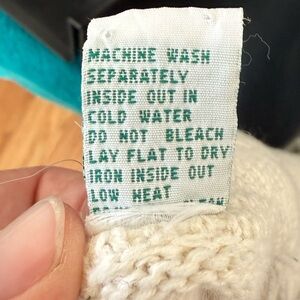 MACHINE WASH
SEPARATELY
INSIDE OUT IN
COLD WATER
DO NOT BLEACH
LAY FLAT TO DRY
IRON INSIDE OUT
LOW HEAT
CLEAN